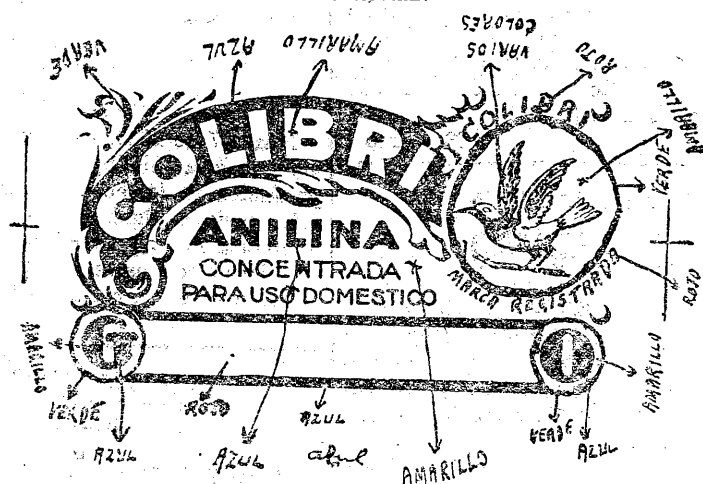 VERDE
AZUL
AMARILLO
VARIOS
COLORES
ROJO
COLIBRI
COLIBRI
AMARILLO
VERDE
ANILINA
CONCENTRADA
PARA USO DOMESTICO
MARCA REGISTRADA
ROJO
AMARILLO
AMARILLO
VERDE
ROJO
AZUL
VERDE
AZUL
AZUL
azul
AMARILLO
AZUL